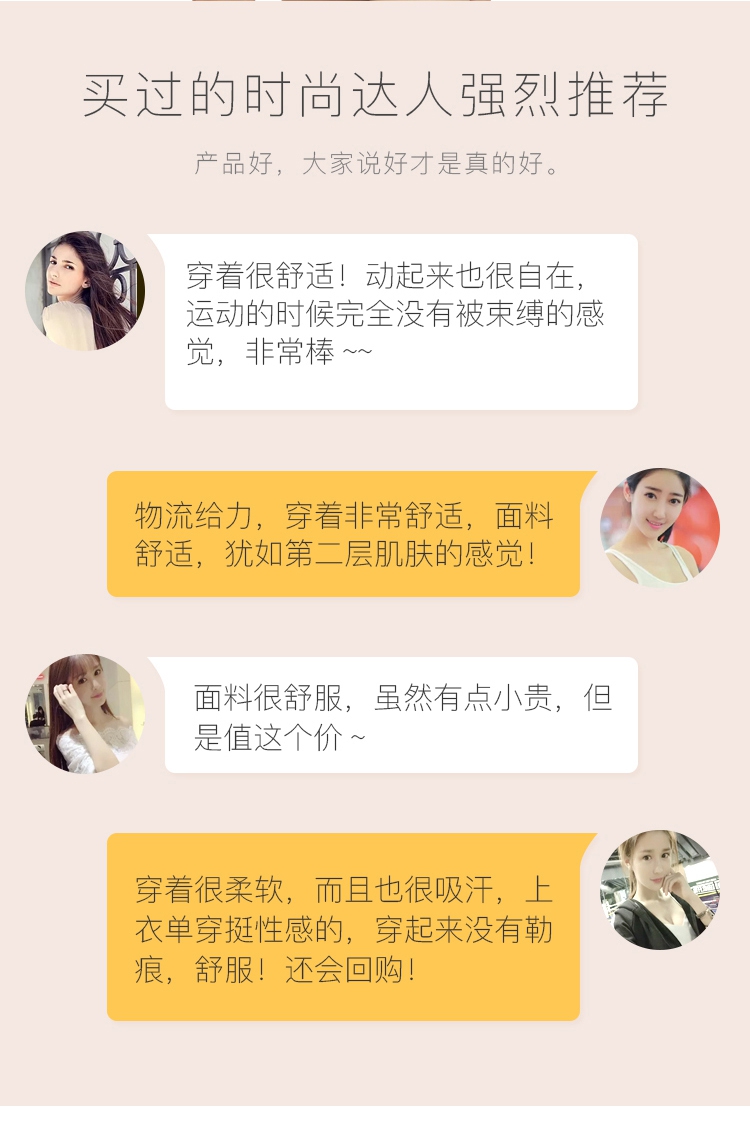 买过的时尚达人强烈推荐
产品好，大家说好才是真的好。
穿着很舒适！动起来也很自在，
运动的时候完全没有被束缚的感
觉，非常棒 ~~
物流给力，穿着非常舒适，面料
舒适，犹如第二层肌肤的感觉！
面料很舒服，虽然有点小贵，但
是值这个价 ~
穿着很柔软，而且也很吸汗，上
衣单穿挺性感的，穿起来没有勒
痕，舒服！还会回购！